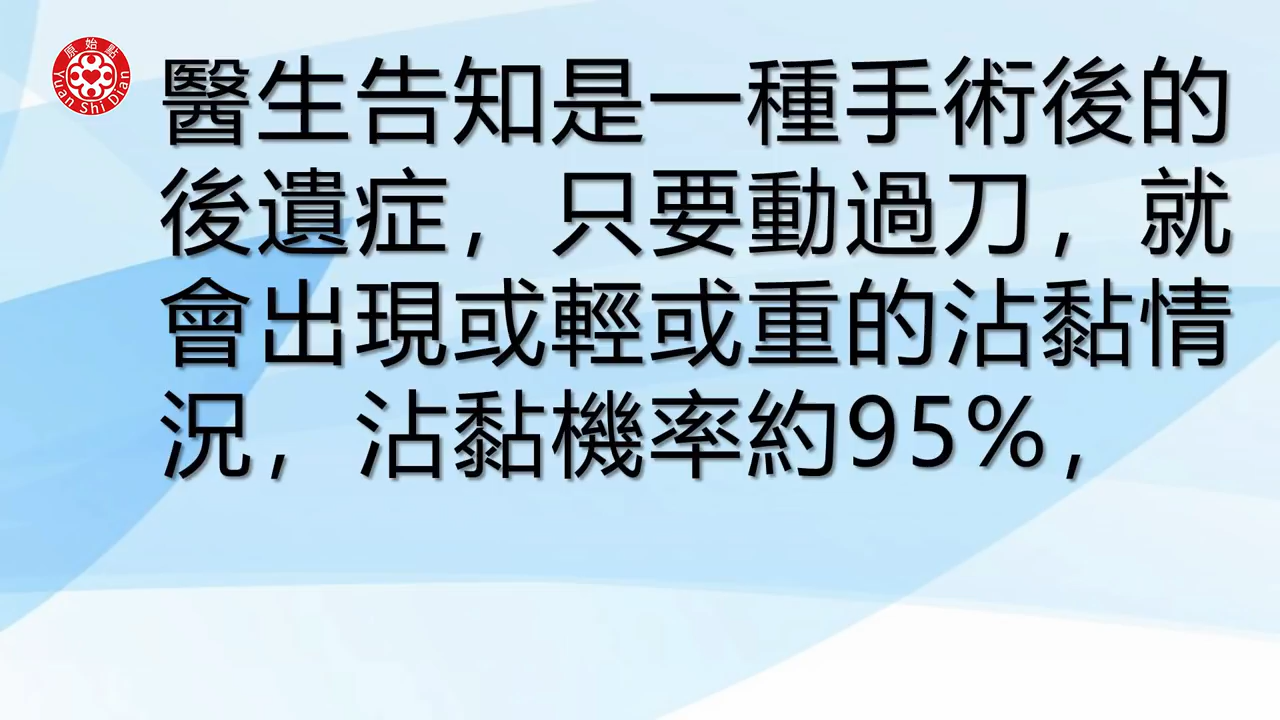 原始點
Yuan Shi Dian
醫生告知是一種手術後的
後遺症，只要動過刀，就
會出現或輕或重的沾黏情
況，沾黏機率約95%，